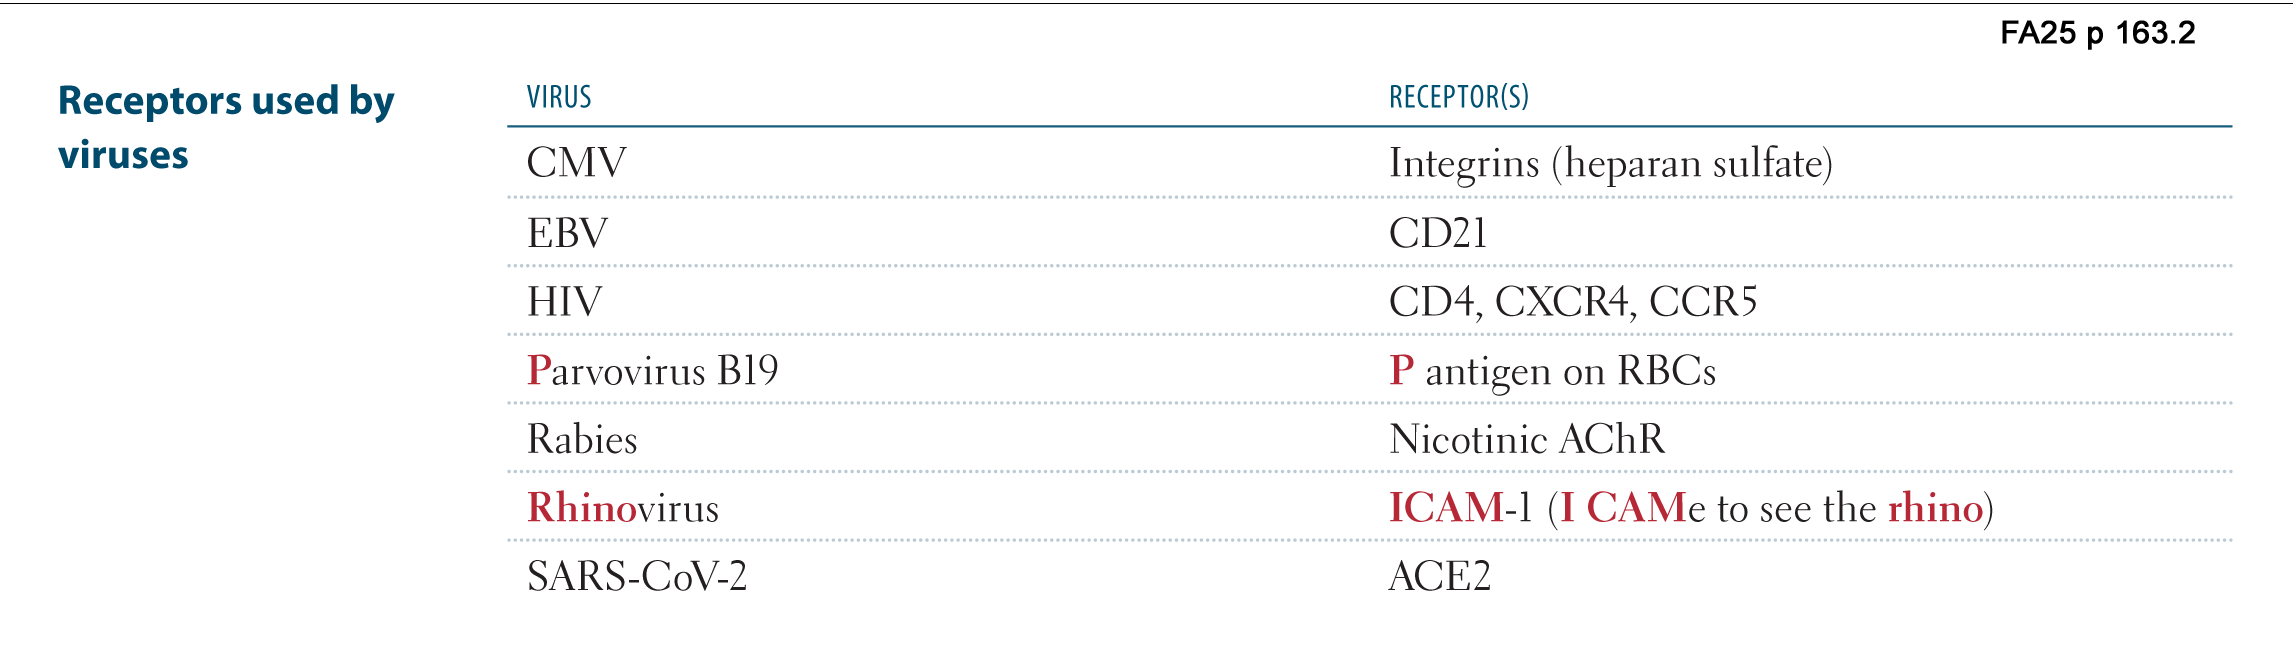 FA25 p 163.2
Receptors used by
viruses
VIRUS RECEPTOR(S)
CMV Integrins (heparan sulfate)
EBV CD21
HIV CD4, CXCR4, CCR5
Parvovirus B19 P antigen on RBCs
Rabies Nicotinic AChR
Rhinovirus ICAM-1 (I CAMe to see the rhino)
SARS-CoV-2 ACE2